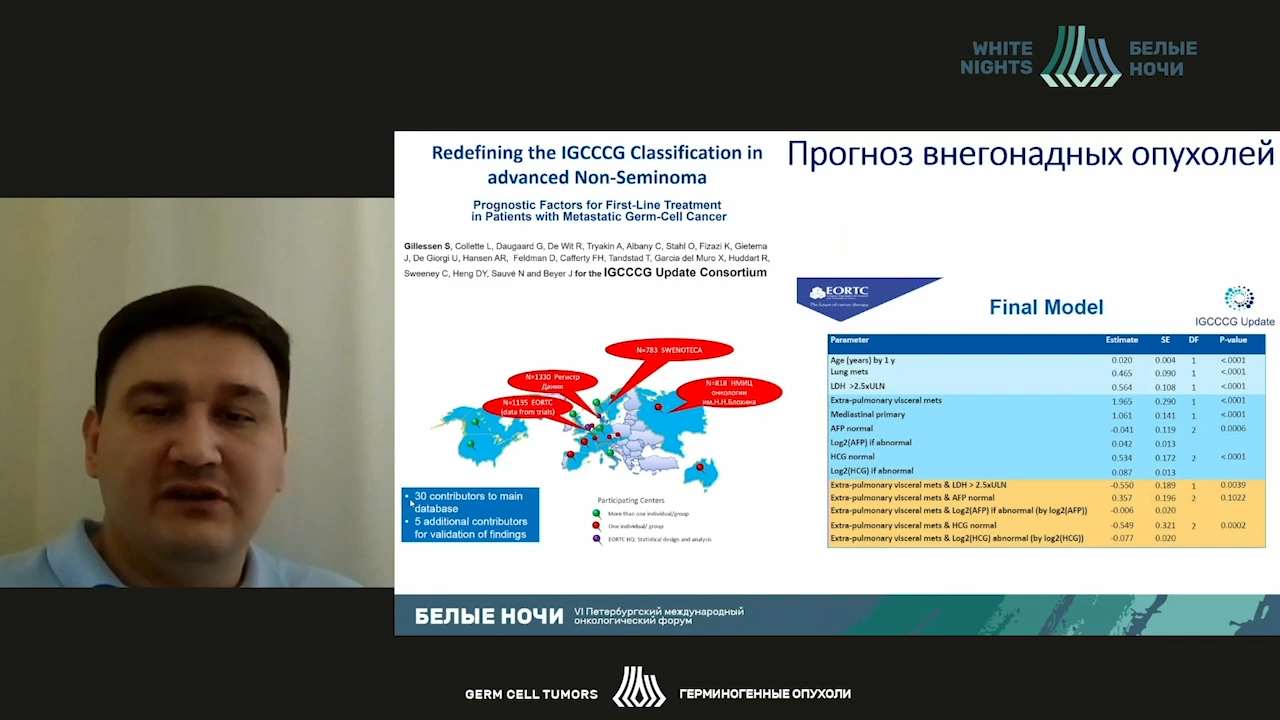 WHITE
NIGHTS
БЕЛЫЕ
НОЧИ
Redefining the IGCCCG Classification in
advanced Non-Seminoma
Prognostic Factors for First-Line Treatment
in Patients with Metastatic Germ-Cell Cancer
Gillessen S, Collette L, Daugaard G, De Wit R, Tryakin A, Albany C, Stahl O, Fizazi K, Gietema
J, De Giorgi U, Hansen AR, Feldman D, Cafferty FH, Tandstad T, Garcia del Muro X, Huddart R,
Sweeney C, Heng DY, Sauvé N and Beyer J for the IGCCCG Update Consortium
N=783 SWENOTECA
N=1330 Регистр
Дании
N=818 НМИЦ
онкологии
им.Н.Н.Блохина
N=1135 EORTC
(data from trials)
• 30 contributors to main
database
• 5 additional contributors
for validation of findings
Participating Centers
More than one individual/group
One individual/ group
EORTC HQ: Statistical design and analysis
Прогноз внегонадных опухолей
EORTC
The future of cancer therapy
Final Model
IGCCCG Update
Parameter Estimate SE DF P-value
Age (years) by 1 y 0.020 0.004 1 <.0001
Lung mets 0.465 0.090 1 <.0001
LDH >2.5xULN 0.564 0.108 1 <.0001
Extra-pulmonary visceral mets 1.965 0.290 1 <.0001
Mediastinal primary 1.061 0.141 1 <.0001
AFP normal -0.041 0.119 2 0.0006
Log2(AFP) if abnormal 0.042 0.013
HCG normal 0.534 0.172 2 <.0001
Log2(HCG) if abnormal 0.087 0.013
Extra-pulmonary visceral mets & LDH > 2.5xULN -0.550 0.189 1 0.0039
Extra-pulmonary visceral mets & AFP normal 0.357 0.196 2 0.1022
Extra-pulmonary visceral mets & Log2(AFP) if abnormal (by log2(AFP)) -0.006 0.020
Extra-pulmonary visceral mets & HCG normal -0.549 0.321 2 0.0002
Extra-pulmonary visceral mets & Log2(HCG) abnormal (by log2(HCG)) -0.077 0.020
БЕЛЫЕ НОЧИ
VI Петербургский международный
онкологический форум
GERM CELL TUMORS
ГЕРМИНОГЕННЫЕ ОПУХОЛИ